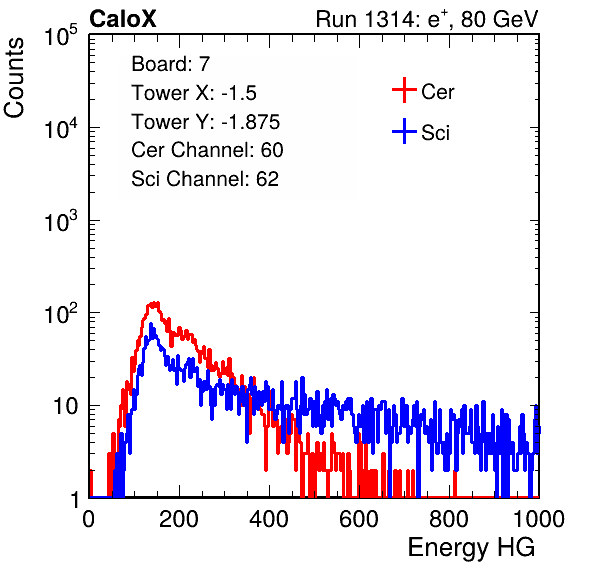 CaloX Run 1314: e⁺, 80 GeV
Counts
Board: 7
Tower X: -1.5
Tower Y: -1.875
Cer Channel: 60
Sci Channel: 62
Cer
Sci
10⁵
10⁴
10³
10²
10
1
0 200 400 600 800 1000
Energy HG